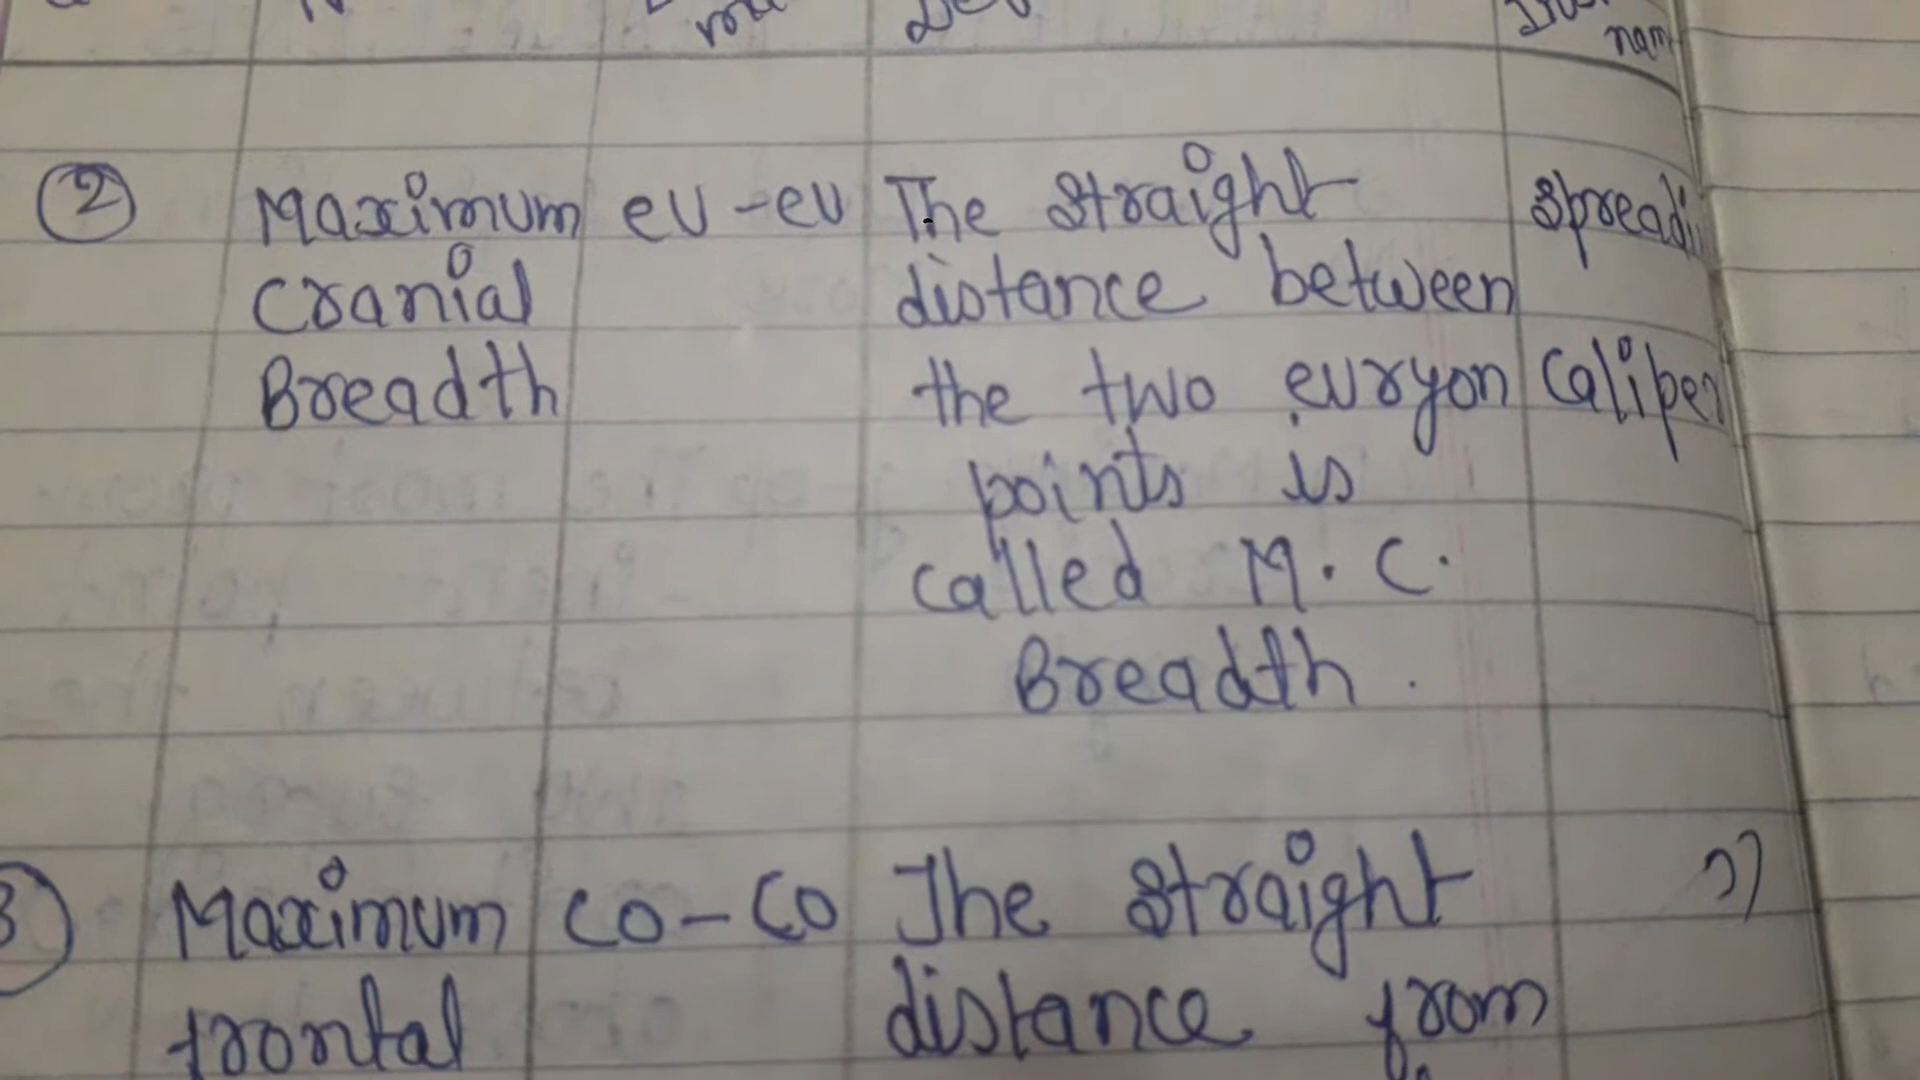 ② Maximum eu-eu The straight spreadi
Cranial distance between
Breadth the two euryon Caliper
points is
called M. C.
Breadth.
3 Maximum co-co The straight "
frontal distance from